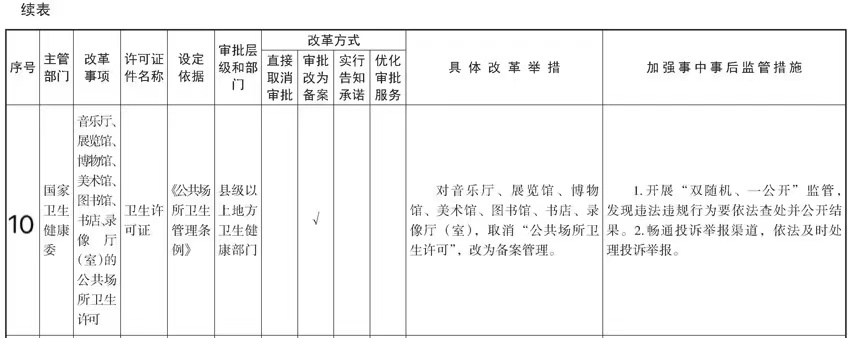 续表
序号
主管
部门
改革
事项
许可证
件名称
设定
依据
审批层
级和部
门
改革方式
直接
取消
审批
审批
改为
备案
实行
告知
承诺
优化
审批
服务
具体改革举措
加强事中事后监管措施
10
国家
卫生
健康
委
音乐厅、
展览馆、
博物馆、
美术馆、
图书馆、
书店、录
像厅
（室）的
公共场
所卫生
许可
卫生许
可证
《公共场
所卫生
管理条
例》
县级以
上地方
卫生健
康部门
√
对音乐厅、展览馆、博物
馆、美术馆、图书馆、书店、录
像厅（室），取消“公共场所卫
生许可”，改为备案管理。
1.开展“双随机、一公开”监管，
发现违法违规行为要依法查处并公开结
果。2.畅通投诉举报渠道，依法及时处
理投诉举报。